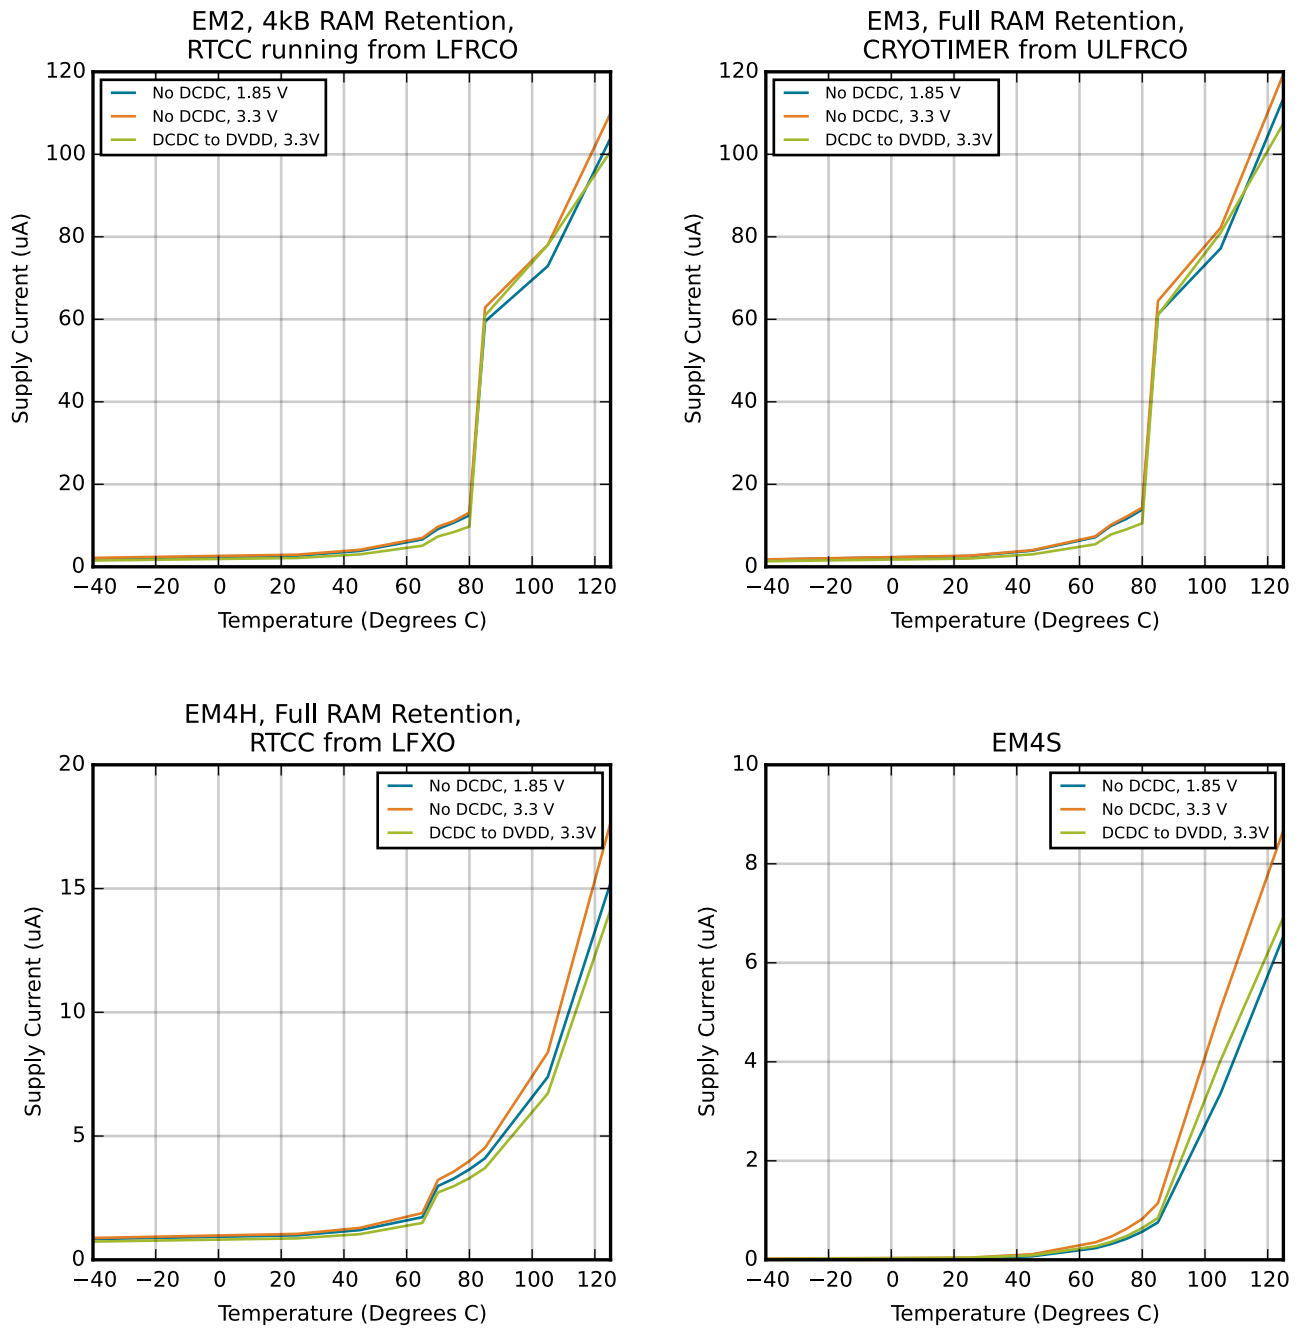 EM2, 4kB RAM Retention,
RTCC running from LFRCO
120
100
80
60
40
20
0
Supply Current (uA)
No DCDC, 1.85 V
No DCDC, 3.3 V
DCDC to DVDD, 3.3V
−40 −20 0 20 40 60 80 100 120
Temperature (Degrees C)
EM3, Full RAM Retention,
CRYOTIMER from ULFRCO
120
100
80
60
40
20
0
Supply Current (uA)
No DCDC, 1.85 V
No DCDC, 3.3 V
DCDC to DVDD, 3.3V
−40 −20 0 20 40 60 80 100 120
Temperature (Degrees C)
EM4H, Full RAM Retention,
RTCC from LFXO
20
15
10
5
0
Supply Current (uA)
No DCDC, 1.85 V
No DCDC, 3.3 V
DCDC to DVDD, 3.3V
−40 −20 0 20 40 60 80 100 120
Temperature (Degrees C)
EM4S
10
8
6
4
2
0
Supply Current (uA)
No DCDC, 1.85 V
No DCDC, 3.3 V
DCDC to DVDD, 3.3V
−40 −20 0 20 40 60 80 100 120
Temperature (Degrees C)